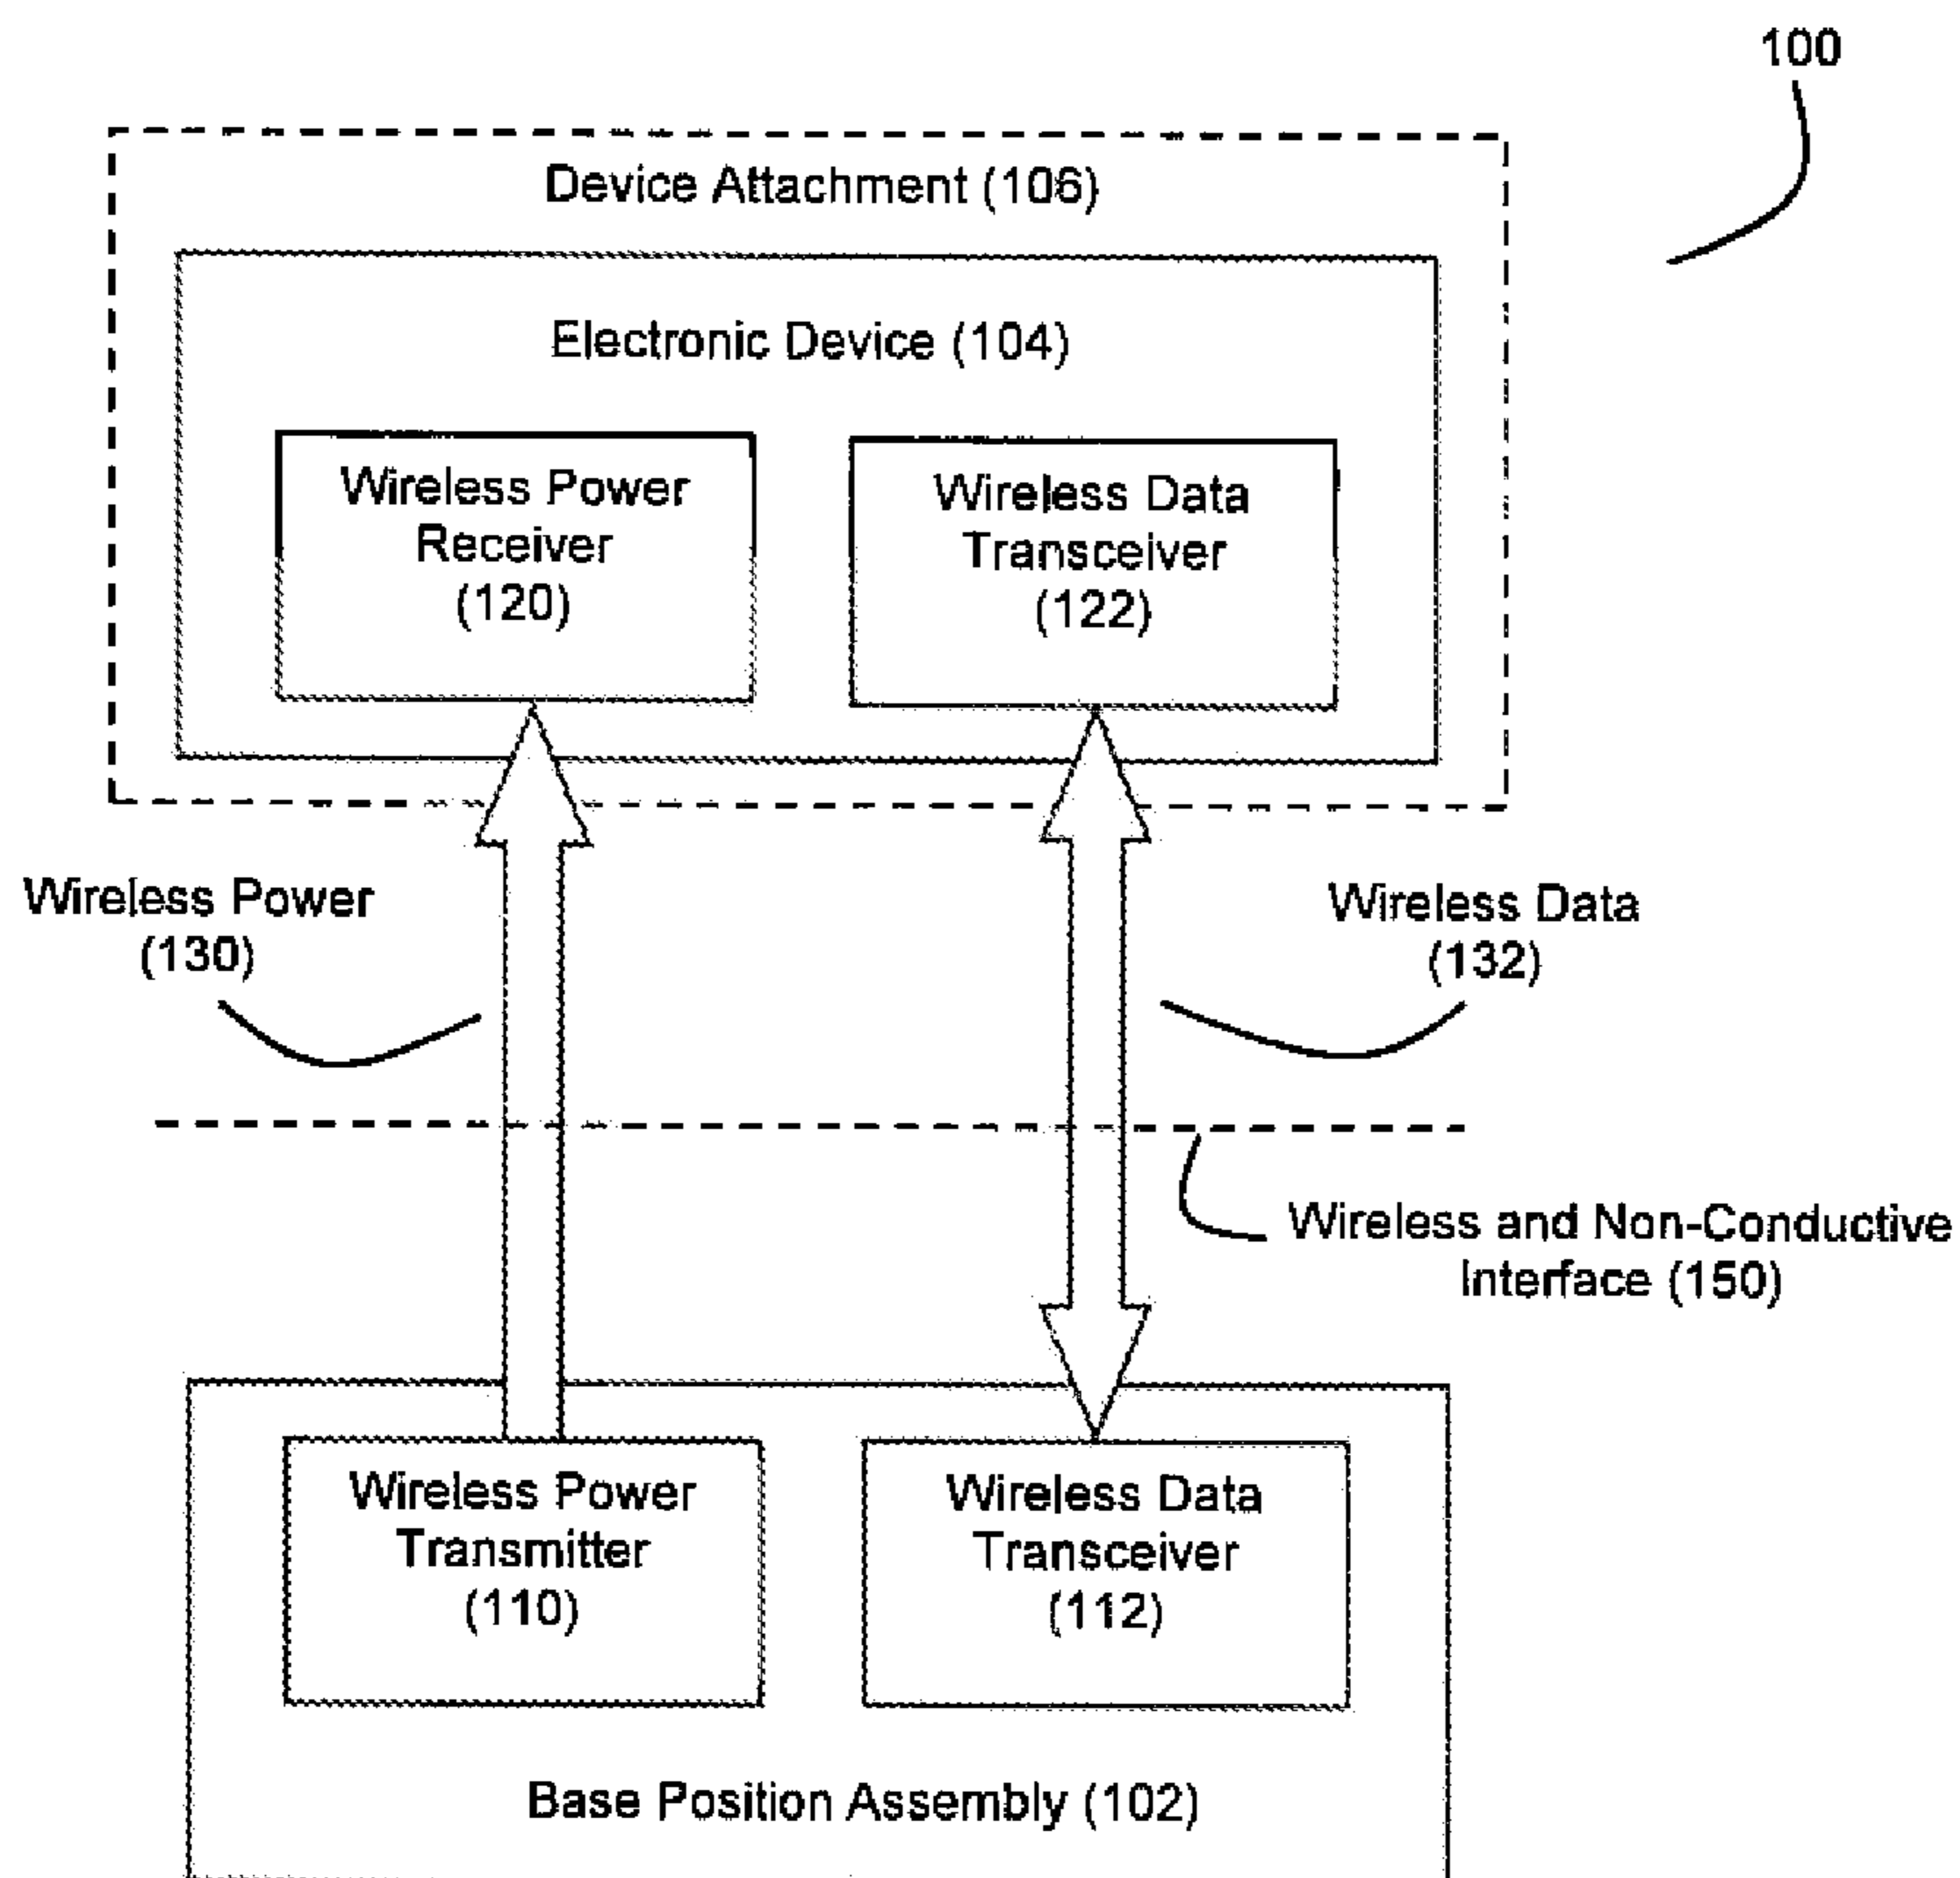 100
Device Attachment (106)
Electronic Device (104)
Wireless Power
Receiver
(120)
Wireless Data
Transceiver
(122)
Wireless Power
(130)
Wireless Data
(132)
Wireless and Non-Conductive
Interface (150)
Wireless Power
Transmitter
(110)
Wireless Data
Transceiver
(112)
Base Position Assembly (102)